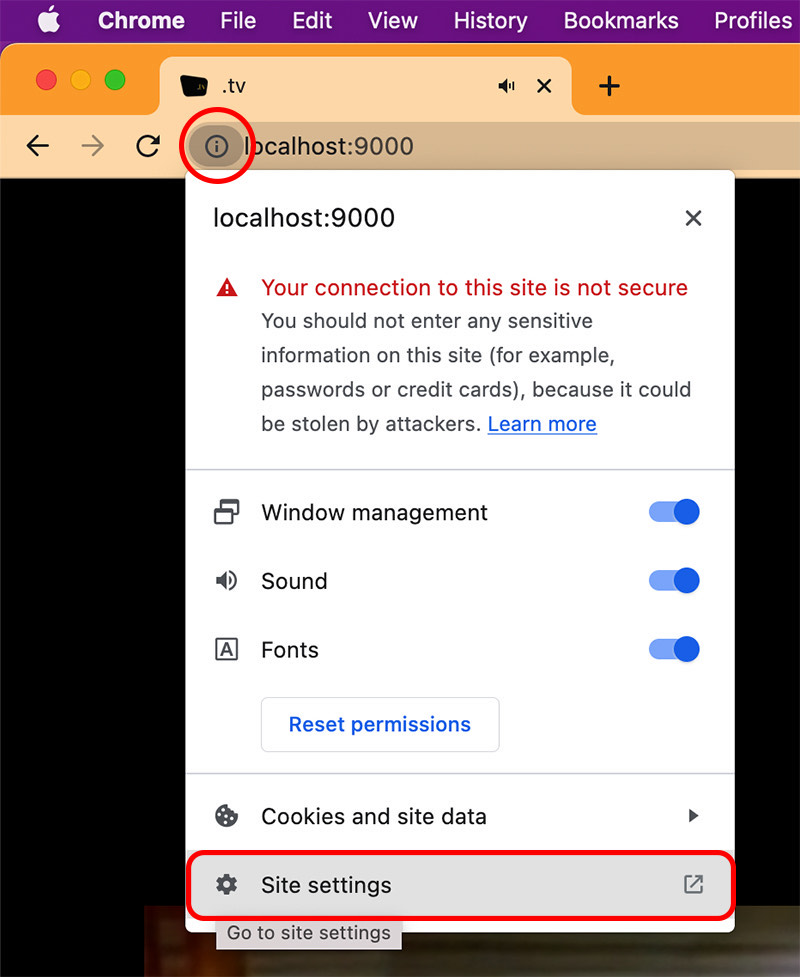 Chrome File Edit View History Bookmarks Profiles
.tv
localhost:9000
localhost:9000
Your connection to this site is not secure
You should not enter any sensitive
information on this site (for example,
passwords or credit cards), because it could
be stolen by attackers. Learn more
Window management
Sound
A Fonts
Reset permissions
Cookies and site data
Site settings
Go to site settings